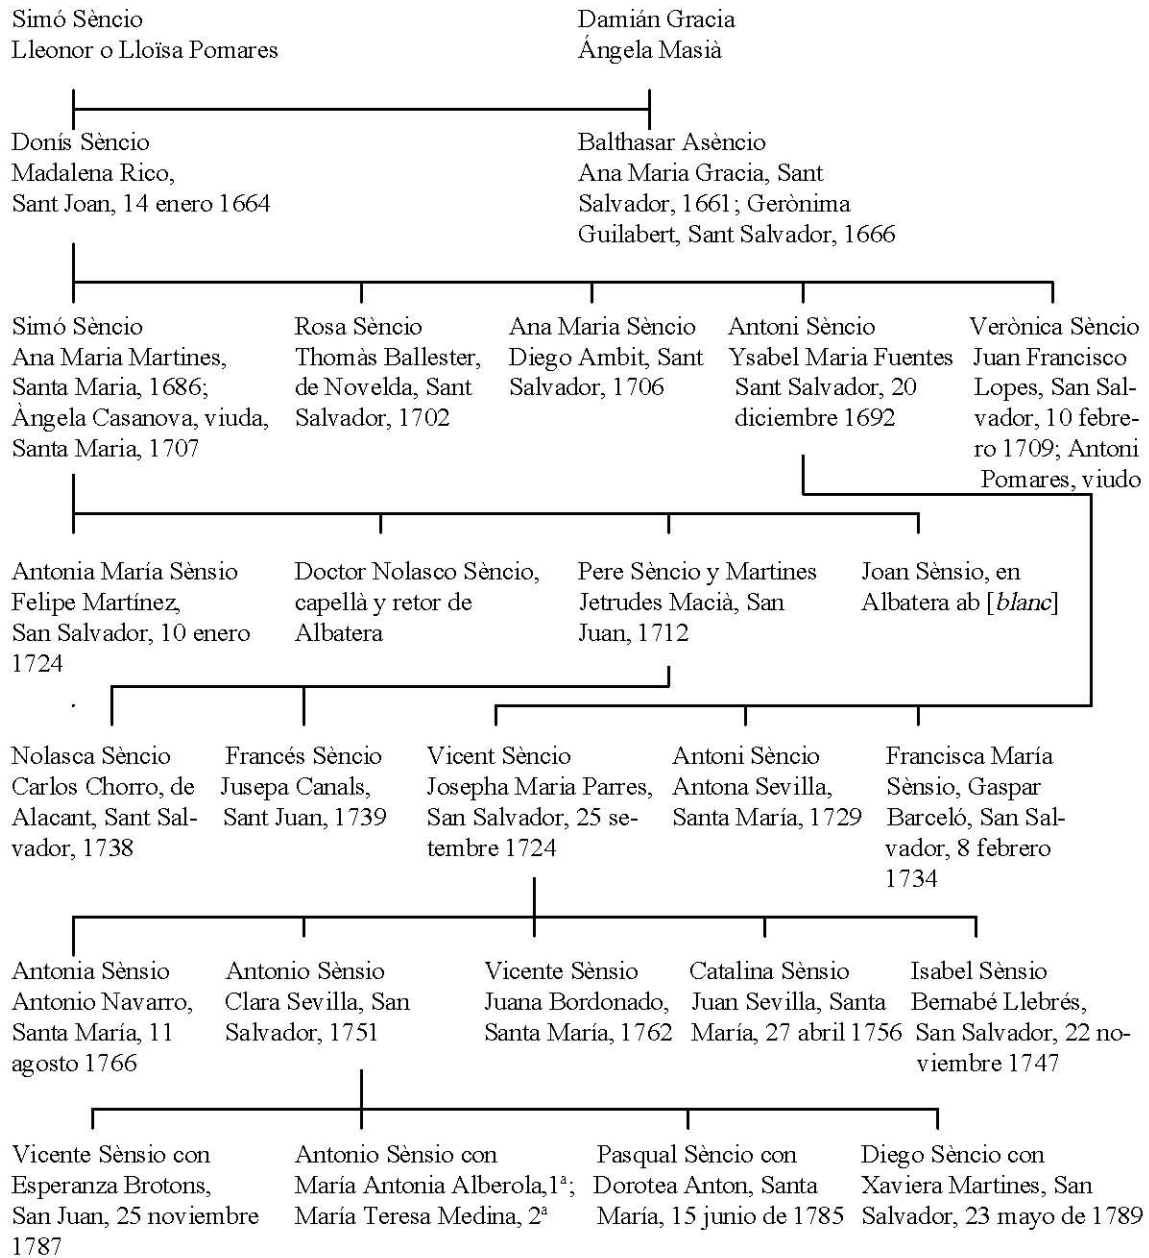 Simó Sèncio
Lleonor o Lloïsa Pomares
Damián Gracia
Ángela Masià
Donís Sèncio
Madalena Rico,
Sant Joan, 14 enero 1664
Balthasar Asèncio
Ana Maria Gracia, Sant
Salvador, 1661; Gerònima
Guilabert, Sant Salvador, 1666
Simó Sèncio
Ana Maria Martines,
Santa Maria, 1686;
Àngela Casanova, viuda,
Santa Maria, 1707
Rosa Sèncio
Thomàs Ballester,
de Novelda, Sant
Salvador, 1702
Ana Maria Sèncio
Diego Ambit, Sant
Salvador, 1706
Antoni Sèncio
Ysabel Maria Fuentes
Sant Salvador, 20
diciembre 1692
Verònica Sèncio
Juan Francisco
Lopes, San Sal-
vador, 10 febre-
ro 1709; Antoni
Pomares, viudo
Antonia María Sènsio
Felipe Martínez,
San Salvador, 10 enero
1724
Doctor Nolasco Sèncio,
capellà y retor de
Albatera
Pere Sèncio y Martines
Jetrudes Macià, San
Juan, 1712
Joan Sènsio, en
Albatera ab [blanc]
Nolasca Sèncio
Carlos Chorro, de
Alacant, Sant Sal-
vador, 1738
Francés Sèncio
Jusepa Canals,
Sant Juan, 1739
Vicent Sèncio
Josepha Maria Parres,
San Salvador, 25 se-
tembre 1724
Antoni Sèncio
Antona Sevilla,
Santa María, 1729
Francisca María
Sènsio, Gaspar
Barceló, San Sal-
vador, 8 febrero
1734
Antonia Sènsio
Antonio Navarro,
Santa María, 11
agosto 1766
Antonio Sènsio
Clara Sevilla, San
Salvador, 1751
Vicente Sènsio
Juana Bordonado,
Santa María, 1762
Catalina Sènsio
Juan Sevilla, Santa
María, 27 abril 1756
Isabel Sènsio
Bernabé Llebrés,
San Salvador, 22 no-
viembre 1747
Vicente Sènsio con
Esperanza Brotons,
San Juan, 25 noviembre
1787
Antonio Sènsio con
María Antonia Alberola,1ª;
María Teresa Medina, 2ª
Pasqual Sèncio con
Dorotea Anton, Santa
María, 15 junio de 1785
Diego Sèncio con
Xaviera Martines, San
Salvador, 23 mayo de 1789